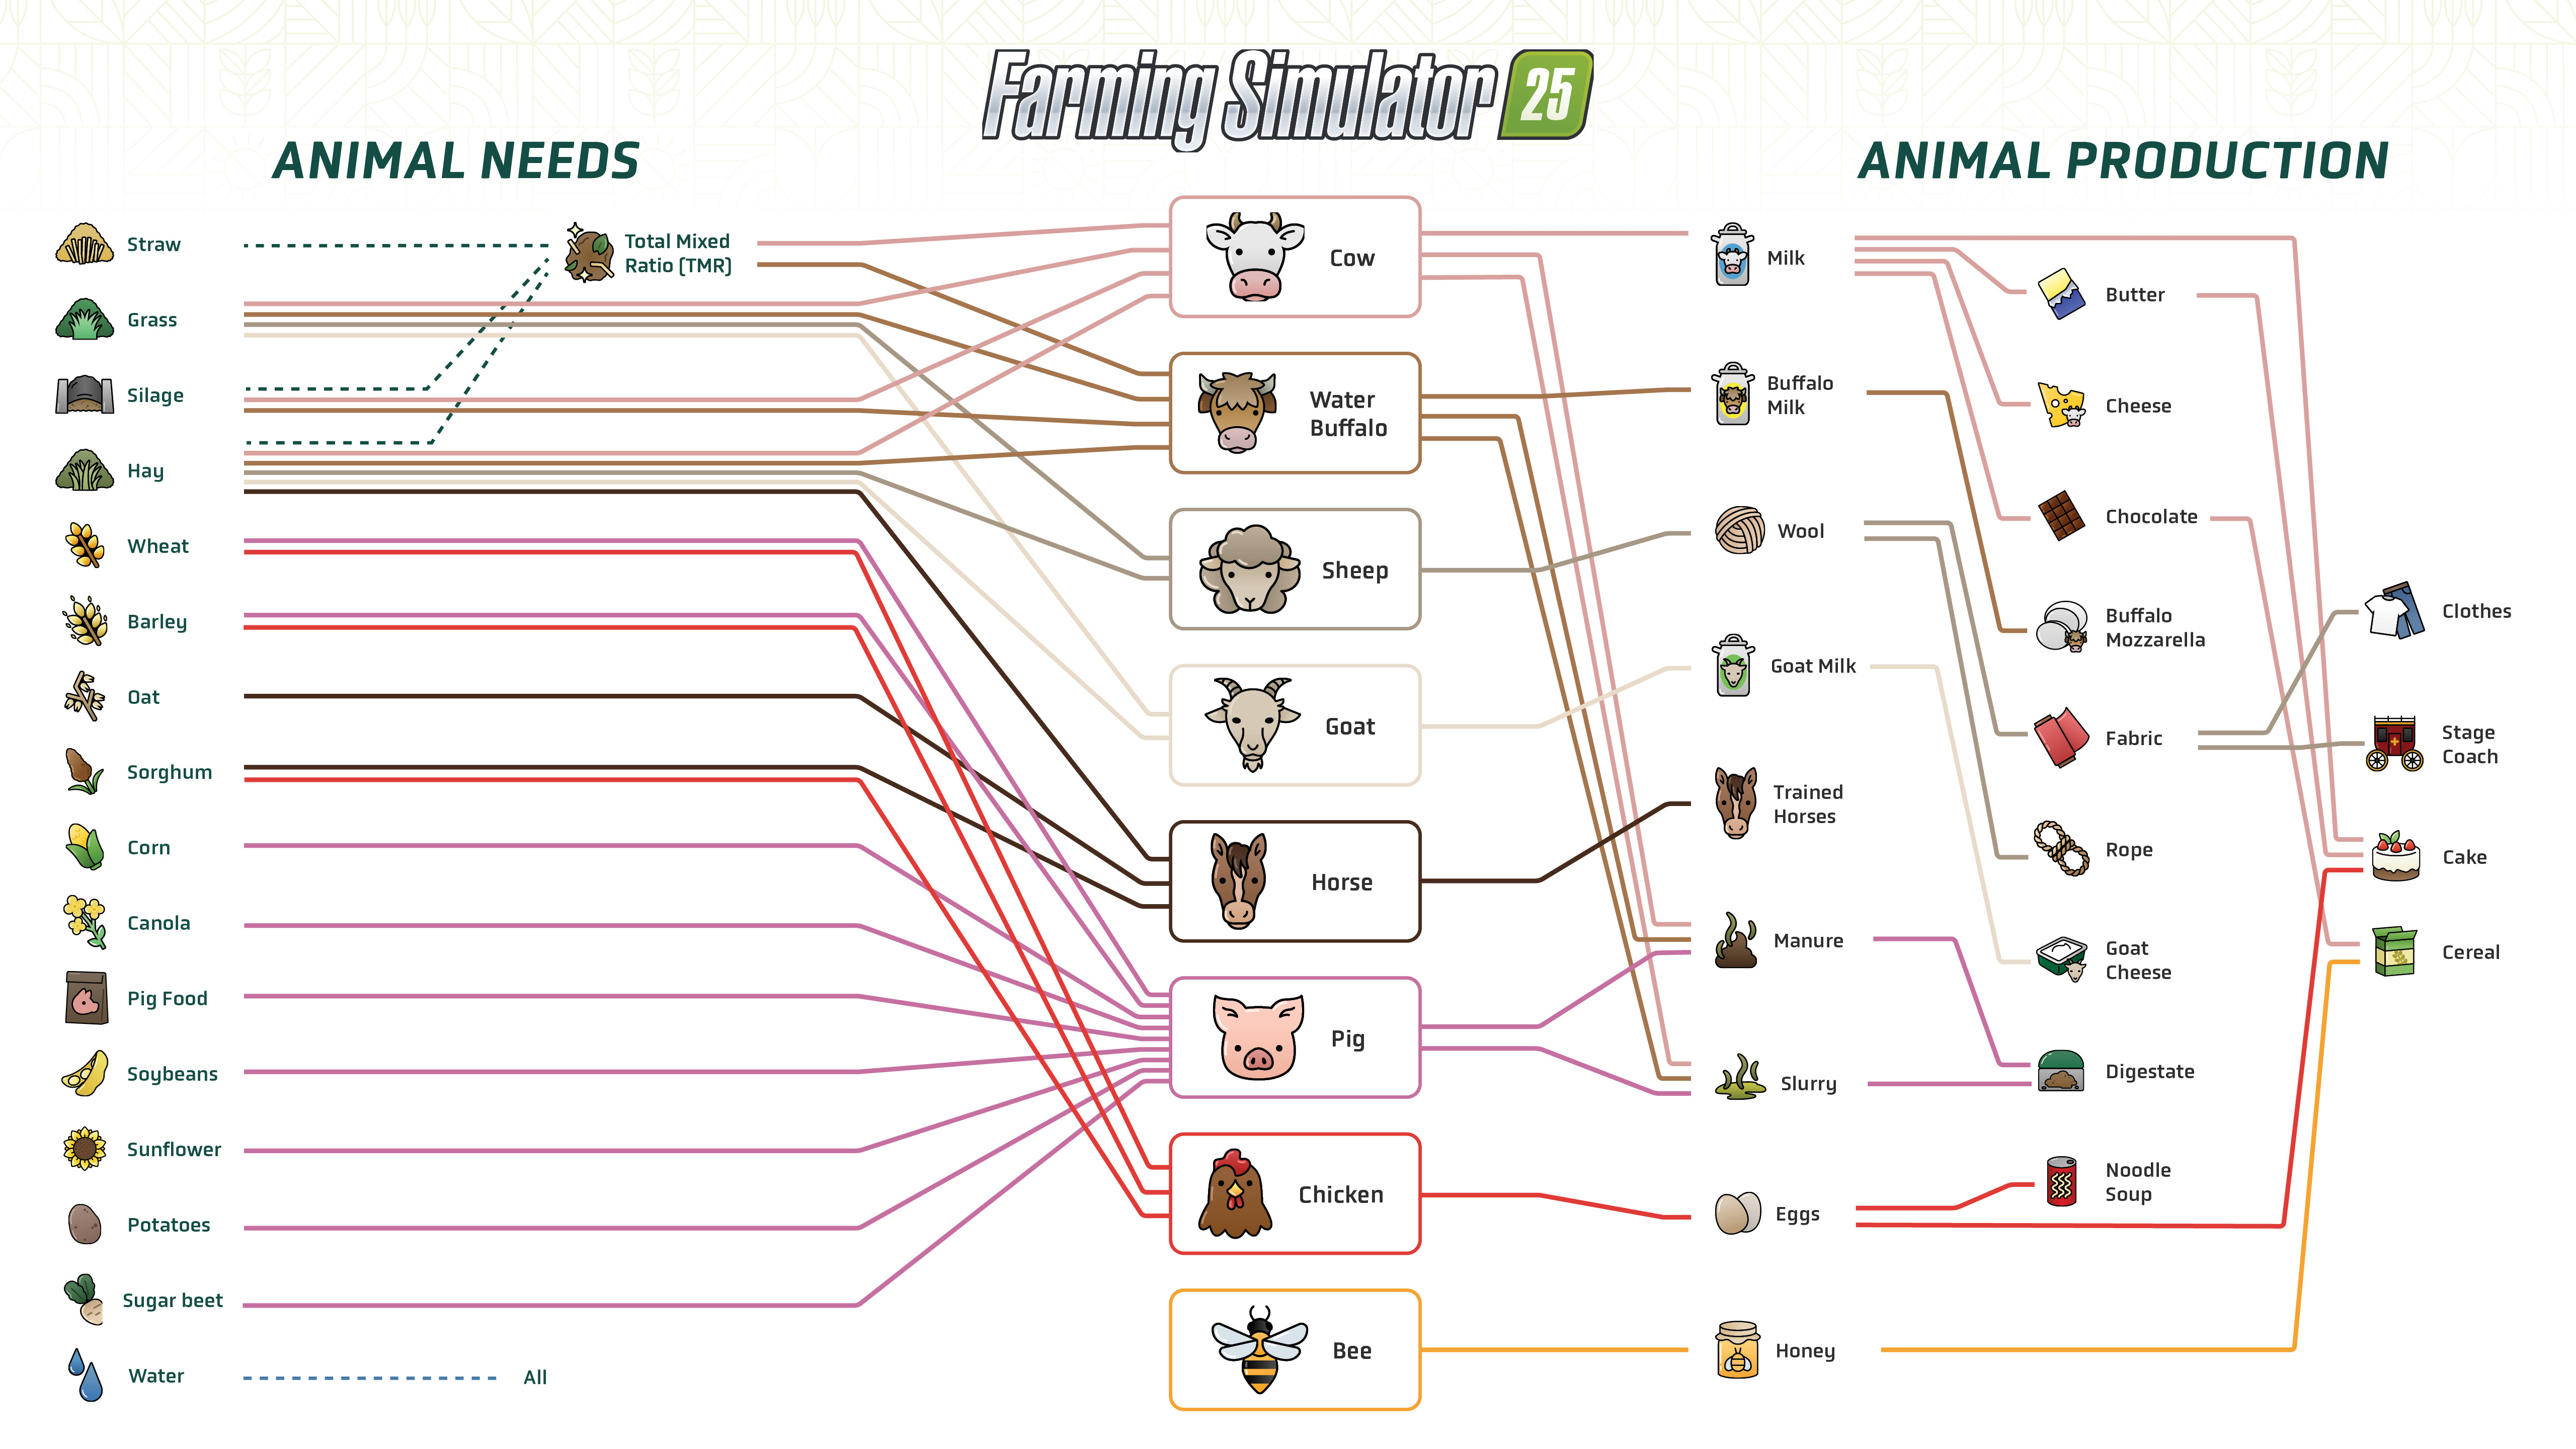 Farming Simulator 25
ANIMAL NEEDS
ANIMAL PRODUCTION
Straw
Grass
Silage
Hay
Wheat
Barley
Oat
Sorghum
Corn
Canola
Pig Food
Soybeans
Sunflower
Potatoes
Sugar beet
Water
All
Total Mixed
Ratio (TMR)
Cow
Water
Buffalo
Sheep
Goat
Horse
Pig
Chicken
Bee
Milk
Buffalo
Milk
Wool
Goat Milk
Trained
Horses
Manure
Slurry
Eggs
Honey
Butter
Cheese
Chocolate
Buffalo
Mozzarella
Fabric
Rope
Goat
Cheese
Digestate
Noodle
Soup
Clothes
Stage
Coach
Cake
Cereal